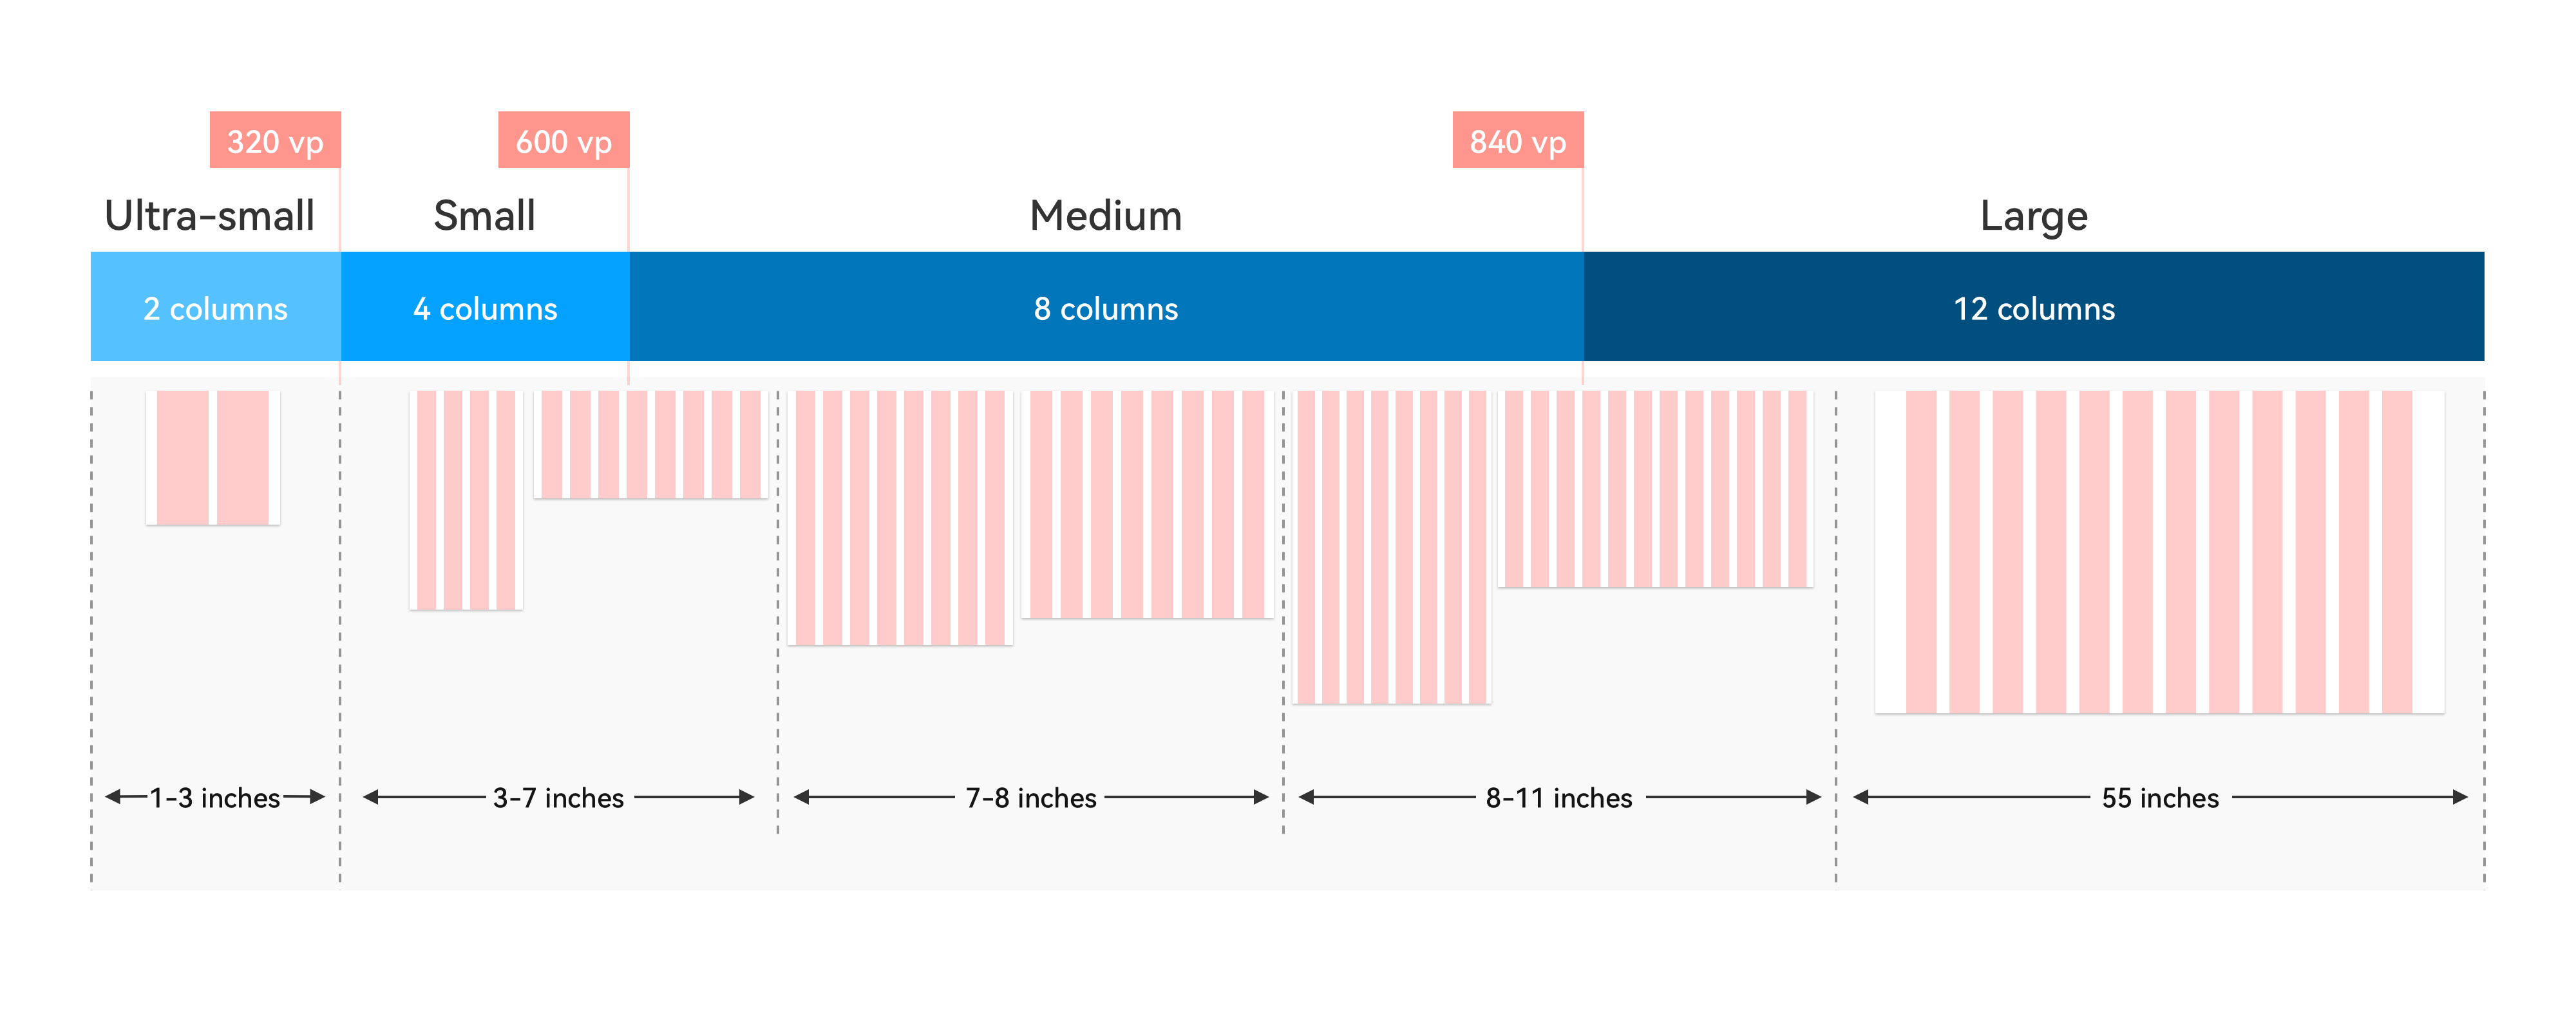 320 vp
600 vp
840 vp
Ultra-small
Small
Medium
Large
2 columns
4 columns
8 columns
12 columns
1-3 inches
3-7 inches
7-8 inches
8-11 inches
55 inches